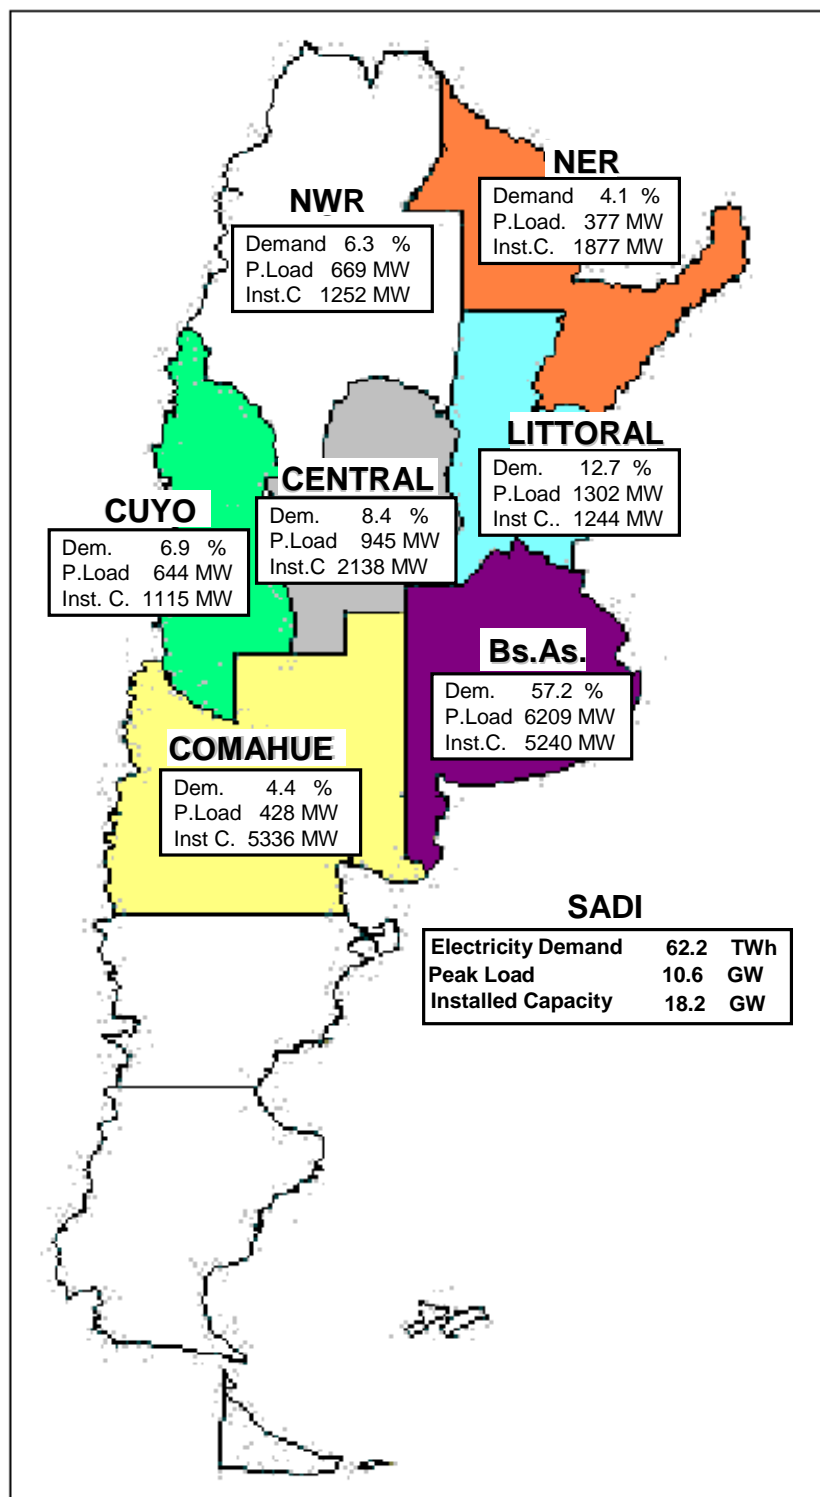 NER
Demand 4.1 %
P.Load. 377 MW
Inst.C. 1877 MW
NWR
Demand 6.3 %
P.Load 669 MW
Inst.C 1252 MW
LITTORAL
Dem. 12.7 %
P.Load 1302 MW
Inst C.. 1244 MW
CENTRAL
Dem. 8.4 %
P.Load 945 MW
Inst.C 2138 MW
CUYO
Dem. 6.9 %
P.Load 644 MW
Inst. C. 1115 MW
Bs.As.
Dem. 57.2 %
P.Load 6209 MW
Inst.C. 5240 MW
COMAHUE
Dem. 4.4 %
P.Load 428 MW
Inst C. 5336 MW
SADI
Electricity Demand 62.2 TWh
Peak Load 10.6 GW
Installed Capacity 18.2 GW